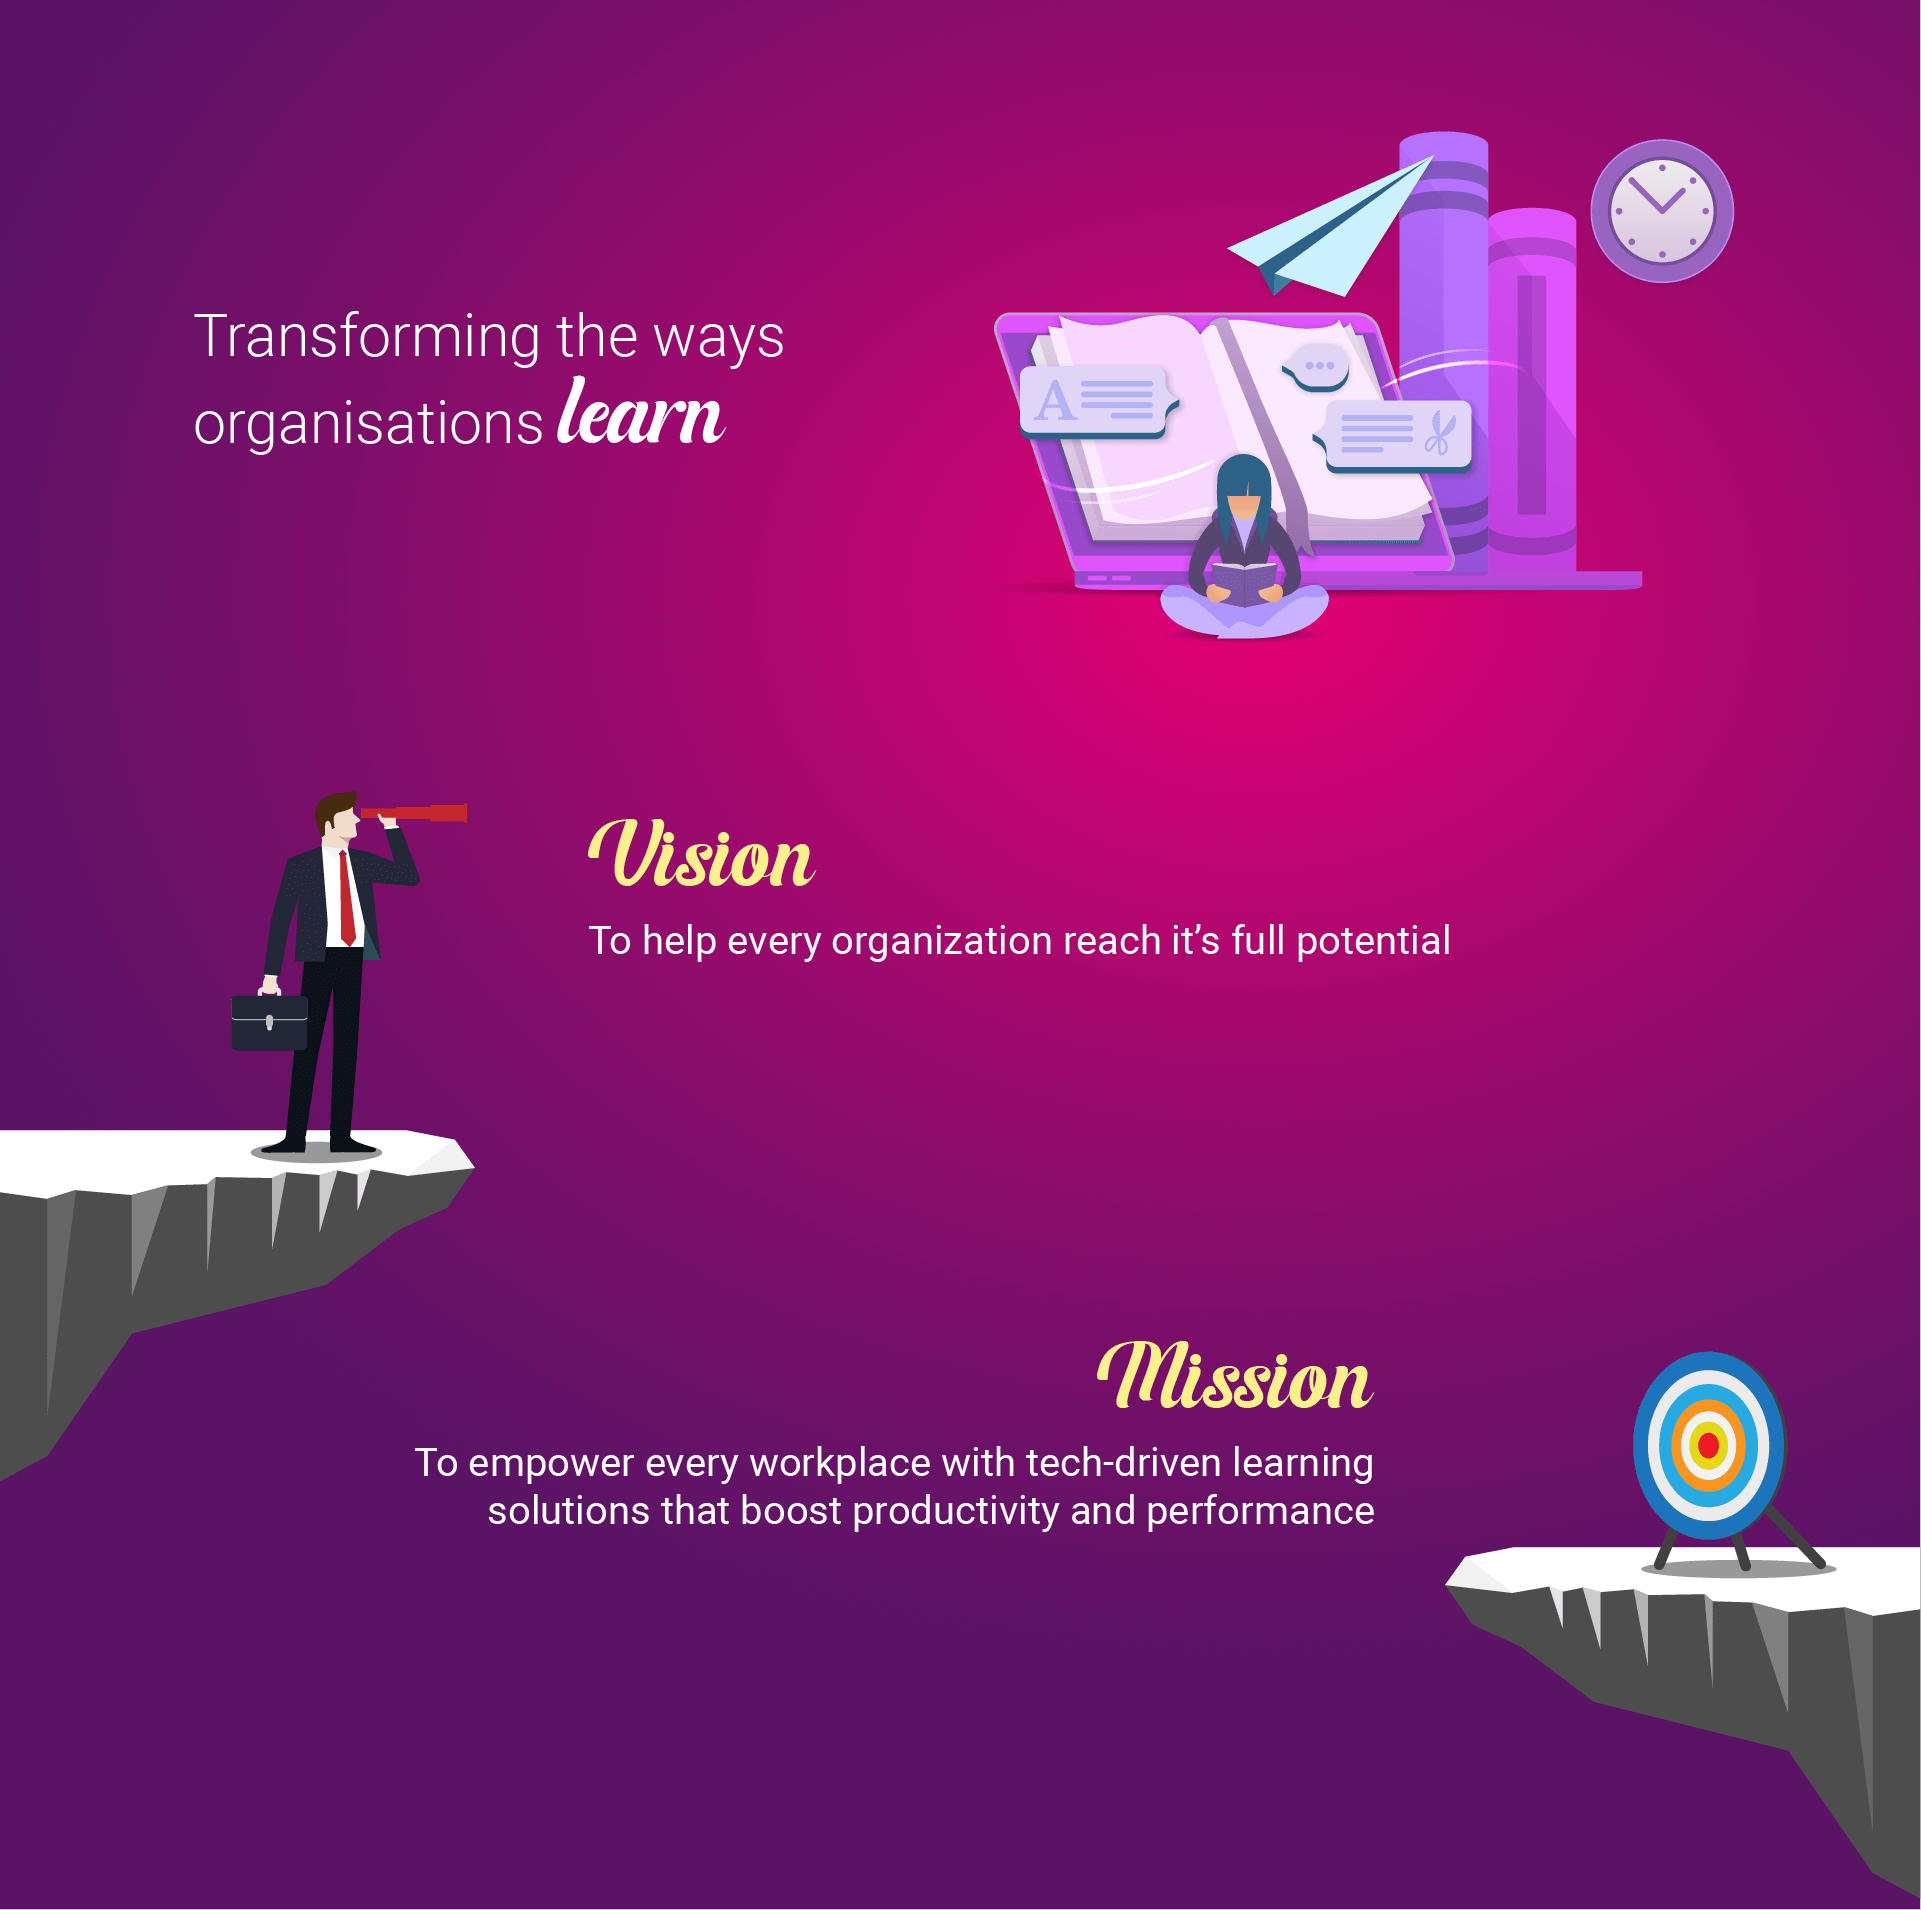 Transforming the ways
organisations learn
A
Vision
To help every organization reach it’s full potential
Mission
To empower every workplace with tech-driven learning
solutions that boost productivity and performance